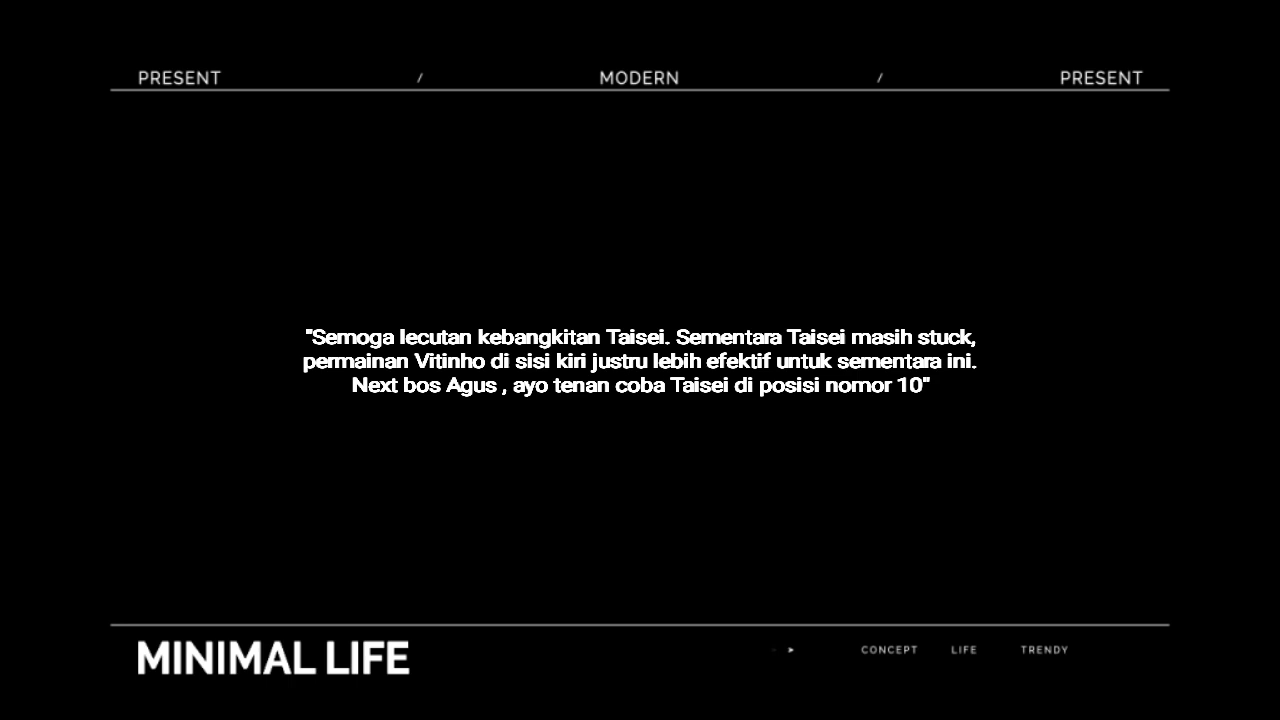 PRESENT / MODERN / PRESENT
"Semoga lecutan kebangkitan Taisei. Sementara Taisei masih stuck,
permainan Vitinho di sisi kiri justru lebih efektif untuk sementara ini.
Next bos Agus , ayo tenan coba Taisei di posisi nomor 10"
MINIMAL LIFE
CONCEPT LIFE TRENDY